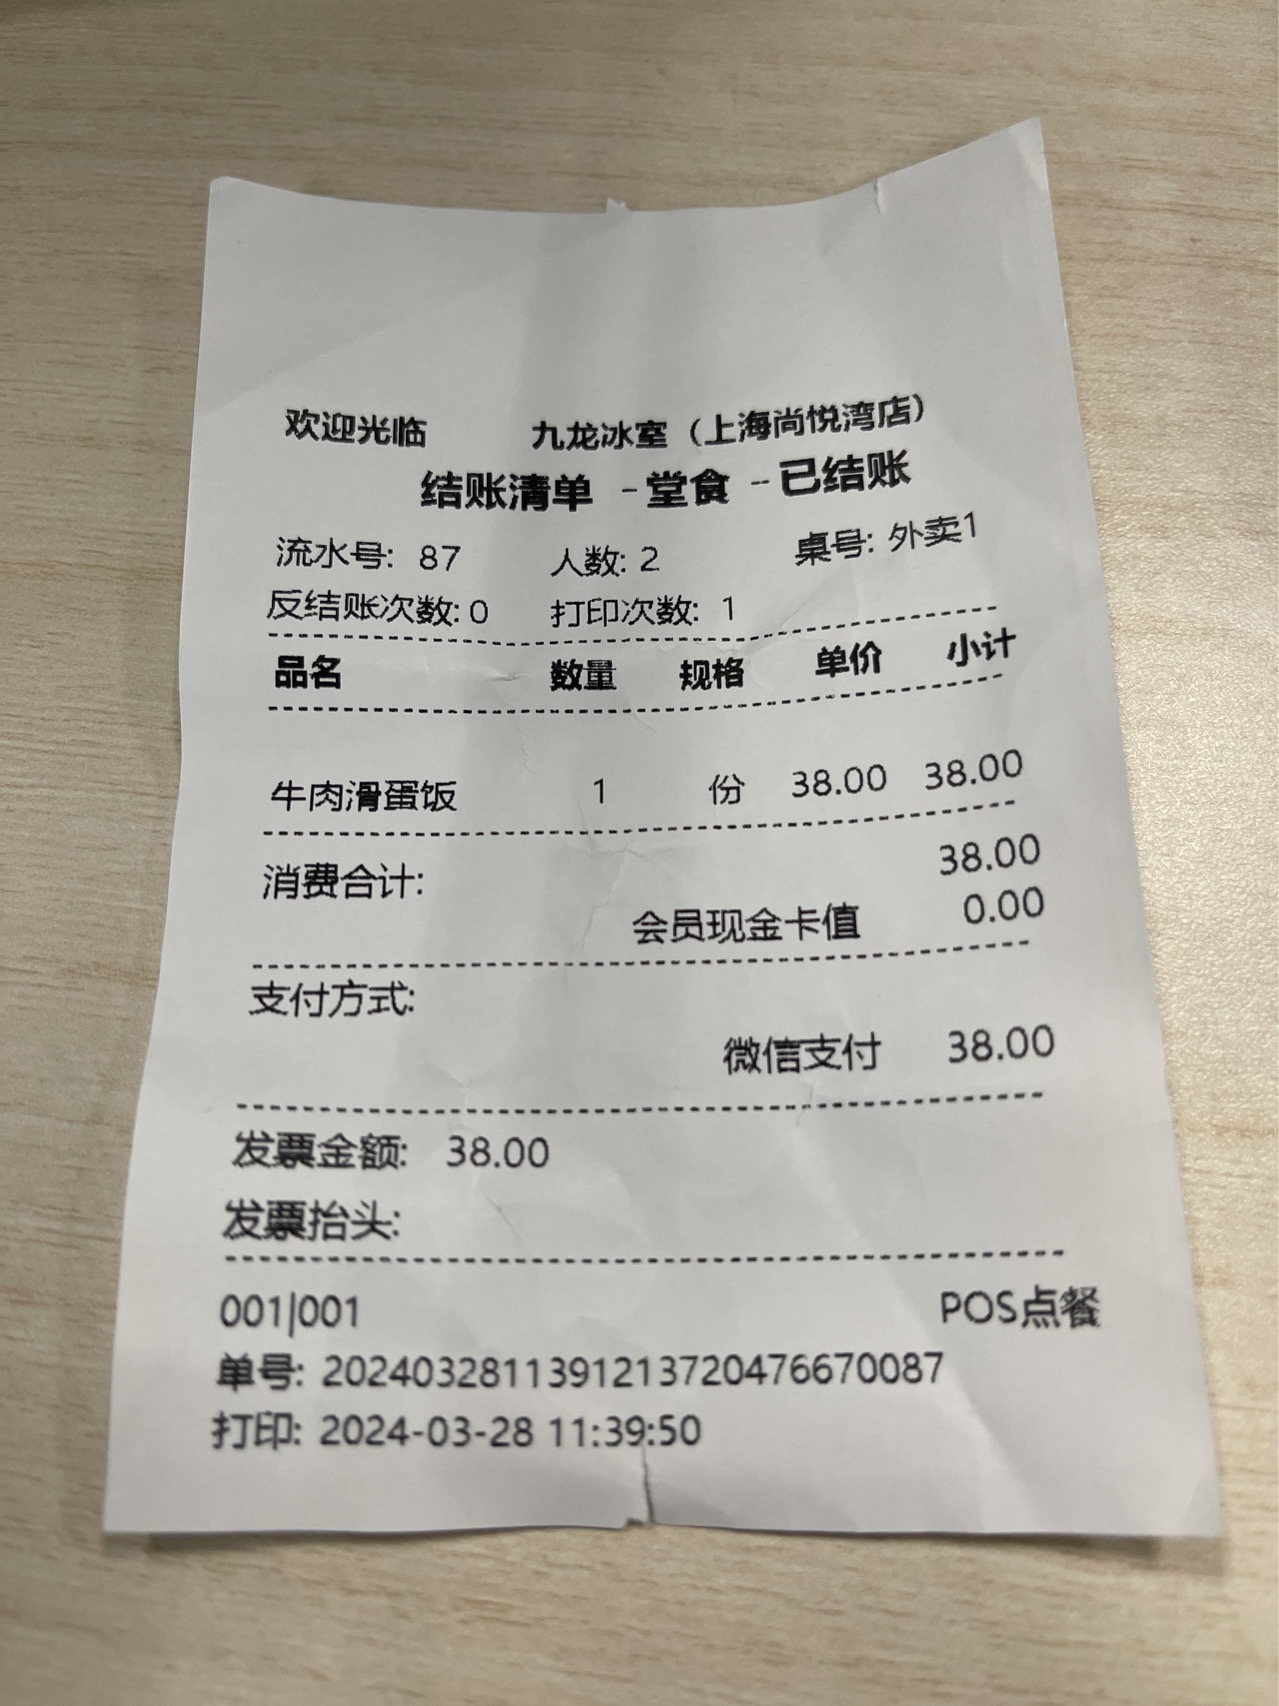 欢迎光临 九龙冰室（上海尚悦湾店）
结账清单 -堂食 --已结账
流水号: 87 人数: 2 桌号: 外卖1
反结账次数: 0 打印次数: 1
品名 数量 规格 单价 小计
牛肉滑蛋饭 1 份 38.00 38.00
消费合计: 38.00
会员现金卡值 0.00
支付方式:
微信支付 38.00
发票金额: 38.00
发票抬头:
001|001 POS点餐
单号: 20240328113912137204766​70087
打印: 2024-03-28 11:39:50